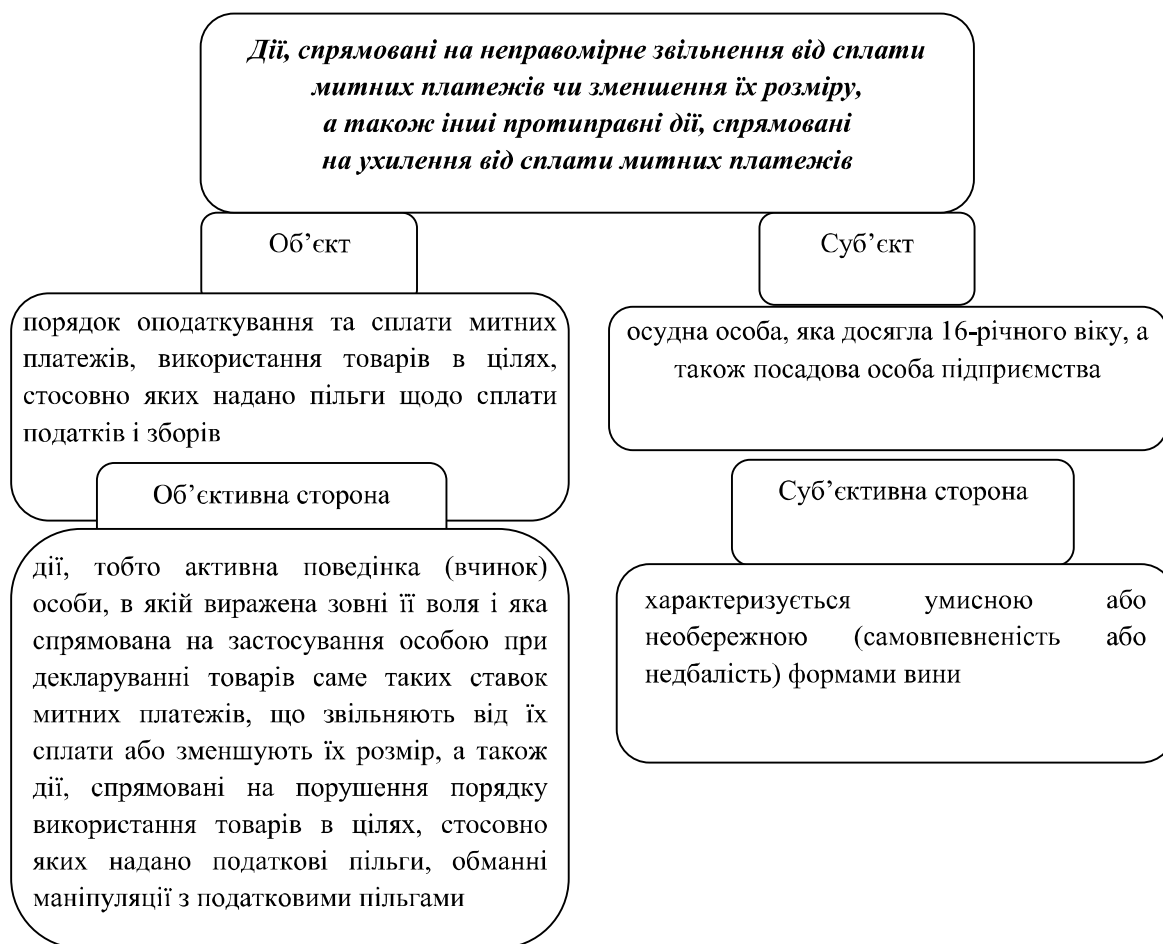 Дії, спрямовані на неправомірне звільнення від сплати
митних платежів чи зменшення їх розміру,
а також інші протиправні дії, спрямовані
на ухилення від сплати митних платежів
Об’єкт
порядок оподаткування та сплати митних
платежів, використання товарів в цілях,
стосовно яких надано пільги щодо сплати
податків і зборів
Об’єктивна сторона
дії, тобто активна поведінка (вчинок)
особи, в якій виражена зовні її воля і яка
спрямована на застосування особою при
декларуванні товарів саме таких ставок
митних платежів, що звільняють від їх
сплати або зменшують їх розмір, а також
дії, спрямовані на порушення порядку
використання товарів в цілях, стосовно
яких надано податкові пільги, обманні
маніпуляції з податковими пільгами
Суб’єкт
осудна особа, яка досягла 16-річного віку, а
також посадова особа підприємства
Суб’єктивна сторона
характеризується умисною або
необережною (самовпевненість або
недбалість) формами вини